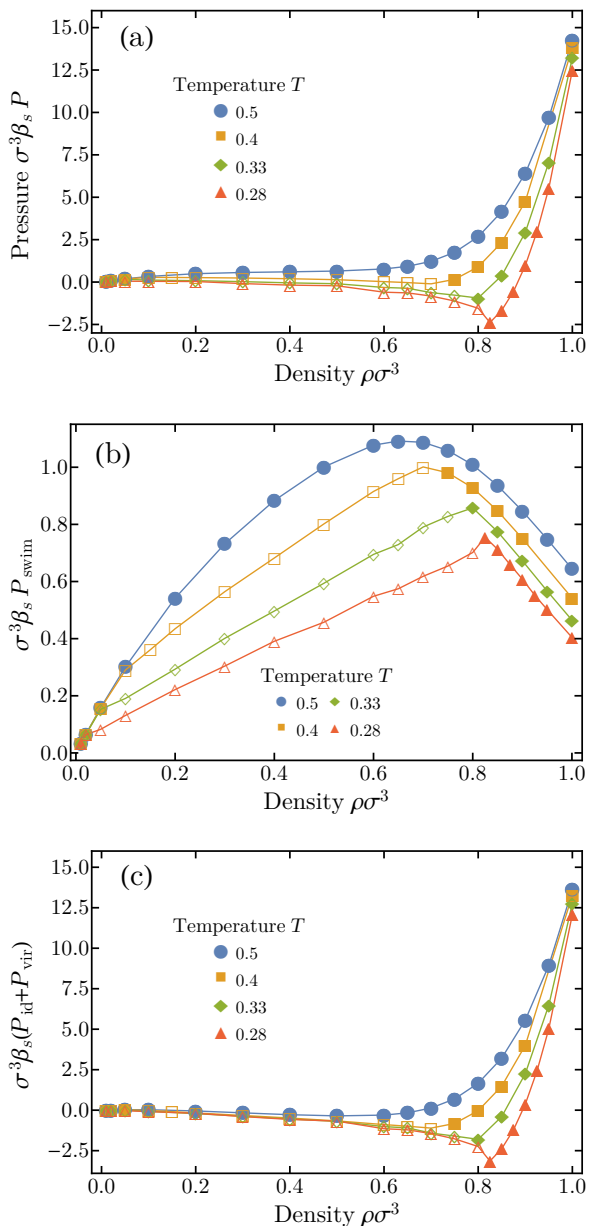 (a)
Pressure σ³βₛ P
15.0
12.5
10.0
7.5
5.0
2.5
0.0
−2.5
Temperature T
0.5
0.4
0.33
0.28
0.0 0.2 0.4 0.6 0.8 1.0
Density ρσ³
(b)
σ³βₛ P_swim
1.0
0.8
0.6
0.4
0.2
0.0
Temperature T
0.5 0.33
0.4 0.28
0.0 0.2 0.4 0.6 0.8 1.0
Density ρσ³
(c)
σ³βₛ(P_id+P_vir)
15.0
12.5
10.0
7.5
5.0
2.5
0.0
−2.5
Temperature T
0.5
0.4
0.33
0.28
0.0 0.2 0.4 0.6 0.8 1.0
Density ρσ³